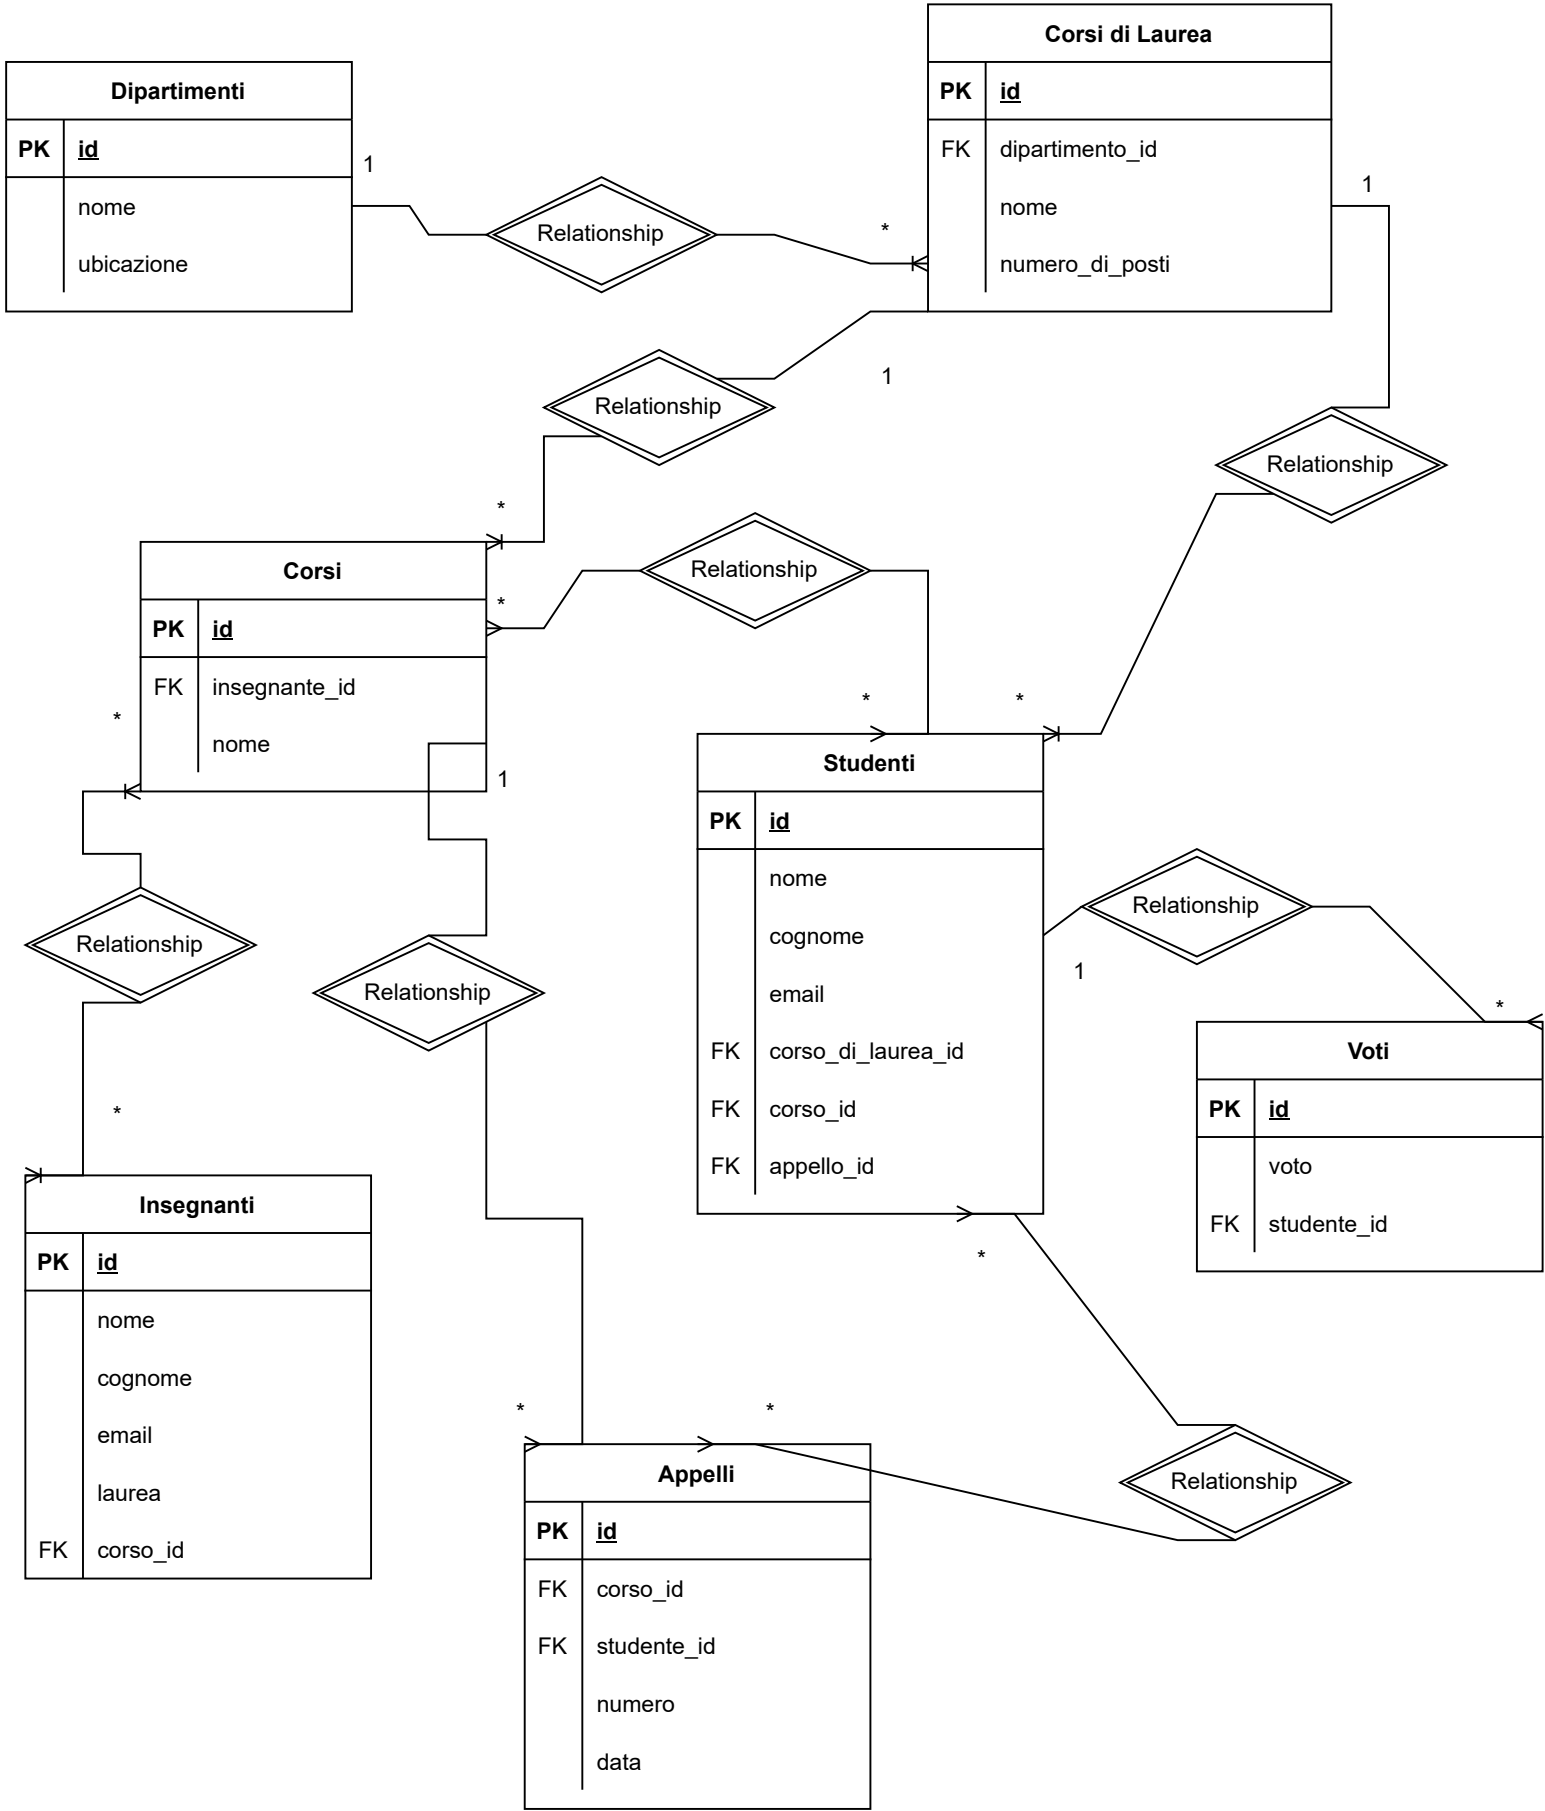 Corsi di Laurea
PK id
FK dipartimento_id
nome
numero_di_posti
Dipartimenti
PK id
nome
ubicazione
1
Relationship
*
1
Relationship
1
Relationship
*
Corsi
PK id
FK insegnante_id
nome
*
Relationship
*
*
*
1
Studenti
PK id
nome
cognome
email
FK corso_di_laurea_id
FK corso_id
FK appello_id
Relationship
1
*
Relationship
Relationship
Voti
PK id
voto
FK studente_id
*
Insegnanti
PK id
nome
cognome
email
laurea
FK corso_id
*
*
*
Relationship
Appelli
PK id
FK corso_id
FK studente_id
numero
data